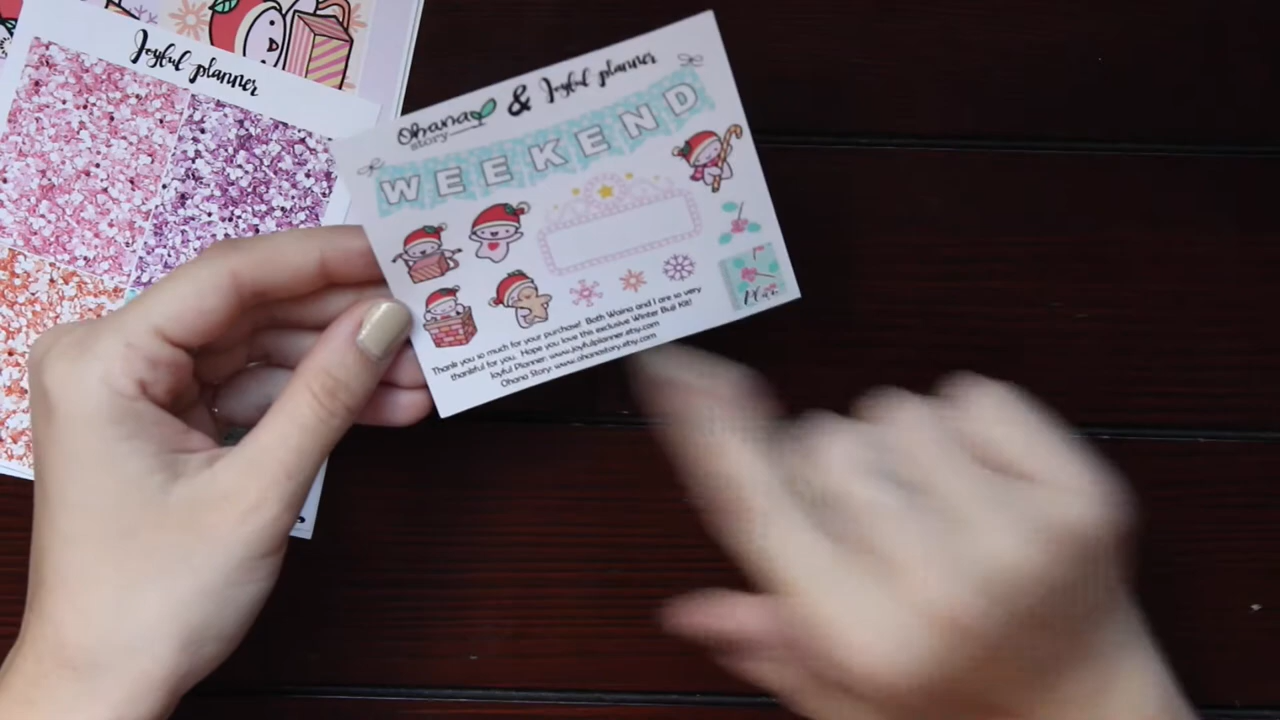 Joyful planner
Ohana story & Joyful planner
WEEKEND
Plan
Thank you so much for your purchase! Both Waina and I are so very
thankful for you. Hope you love this exclusive Winter Buji Kit!
Joyful Planner: www.joyfulplanner.etsy.com
Ohana Story: www.ohanastory.etsy.com